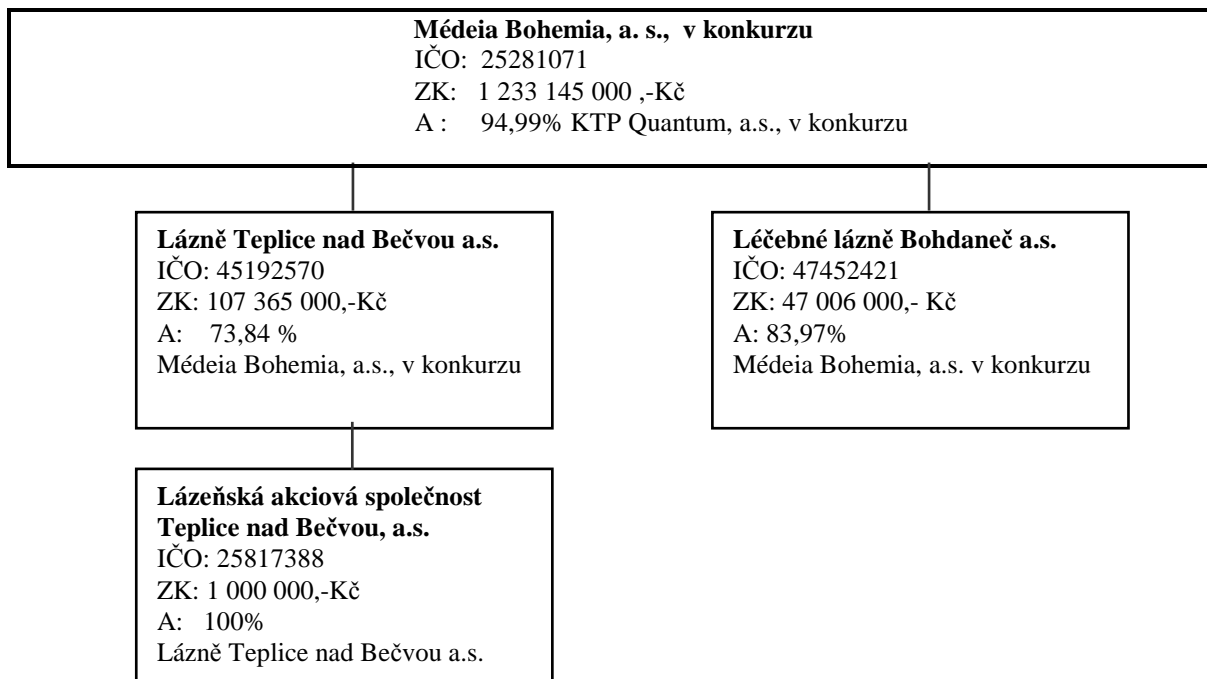 Médeia Bohemia, a. s., v konkurzu
IČO: 25281071
ZK: 1 233 145 000 ,-Kč
A : 94,99% KTP Quantum, a.s., v konkurzu
Lázně Teplice nad Bečvou a.s.
IČO: 45192570
ZK: 107 365 000,-Kč
A: 73,84 %
Médeia Bohemia, a.s., v konkurzu
Léčebné lázně Bohdaneč a.s.
IČO: 47452421
ZK: 47 006 000,- Kč
A: 83,97%
Médeia Bohemia, a.s. v konkurzu
Lázeňská akciová společnost
Teplice nad Bečvou, a.s.
IČO: 25817388
ZK: 1 000 000,-Kč
A: 100%
Lázně Teplice nad Bečvou a.s.